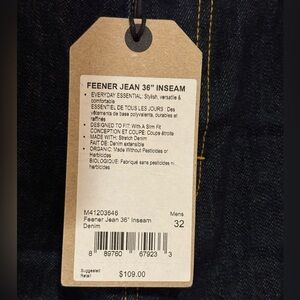 FEENER JEAN 36" INSEAM
• EVERYDAY ESSENTIAL: Stylish, versatile &
comfortable
ESSENTIEL DE TOUS LES JOURS : Des
vêtements de base polyvalents, durables et
raffinés
• DESIGNED TO FIT: With A Slim Fit
CONCEPTION ET COUPE: Coupe étroite
• MADE WITH: Stretch Denim
FAIT DE: Denim extensible
• ORGANIC: Made Without Pesticides or
Herbicides
BIOLOGIQUE: Fabriqué sans pesticides ni
herbicides
M41203646
Feener Jean 36" Inseam
Denim
Mens
32
8 89760 67923 3
Suggested
Retail
$109.00